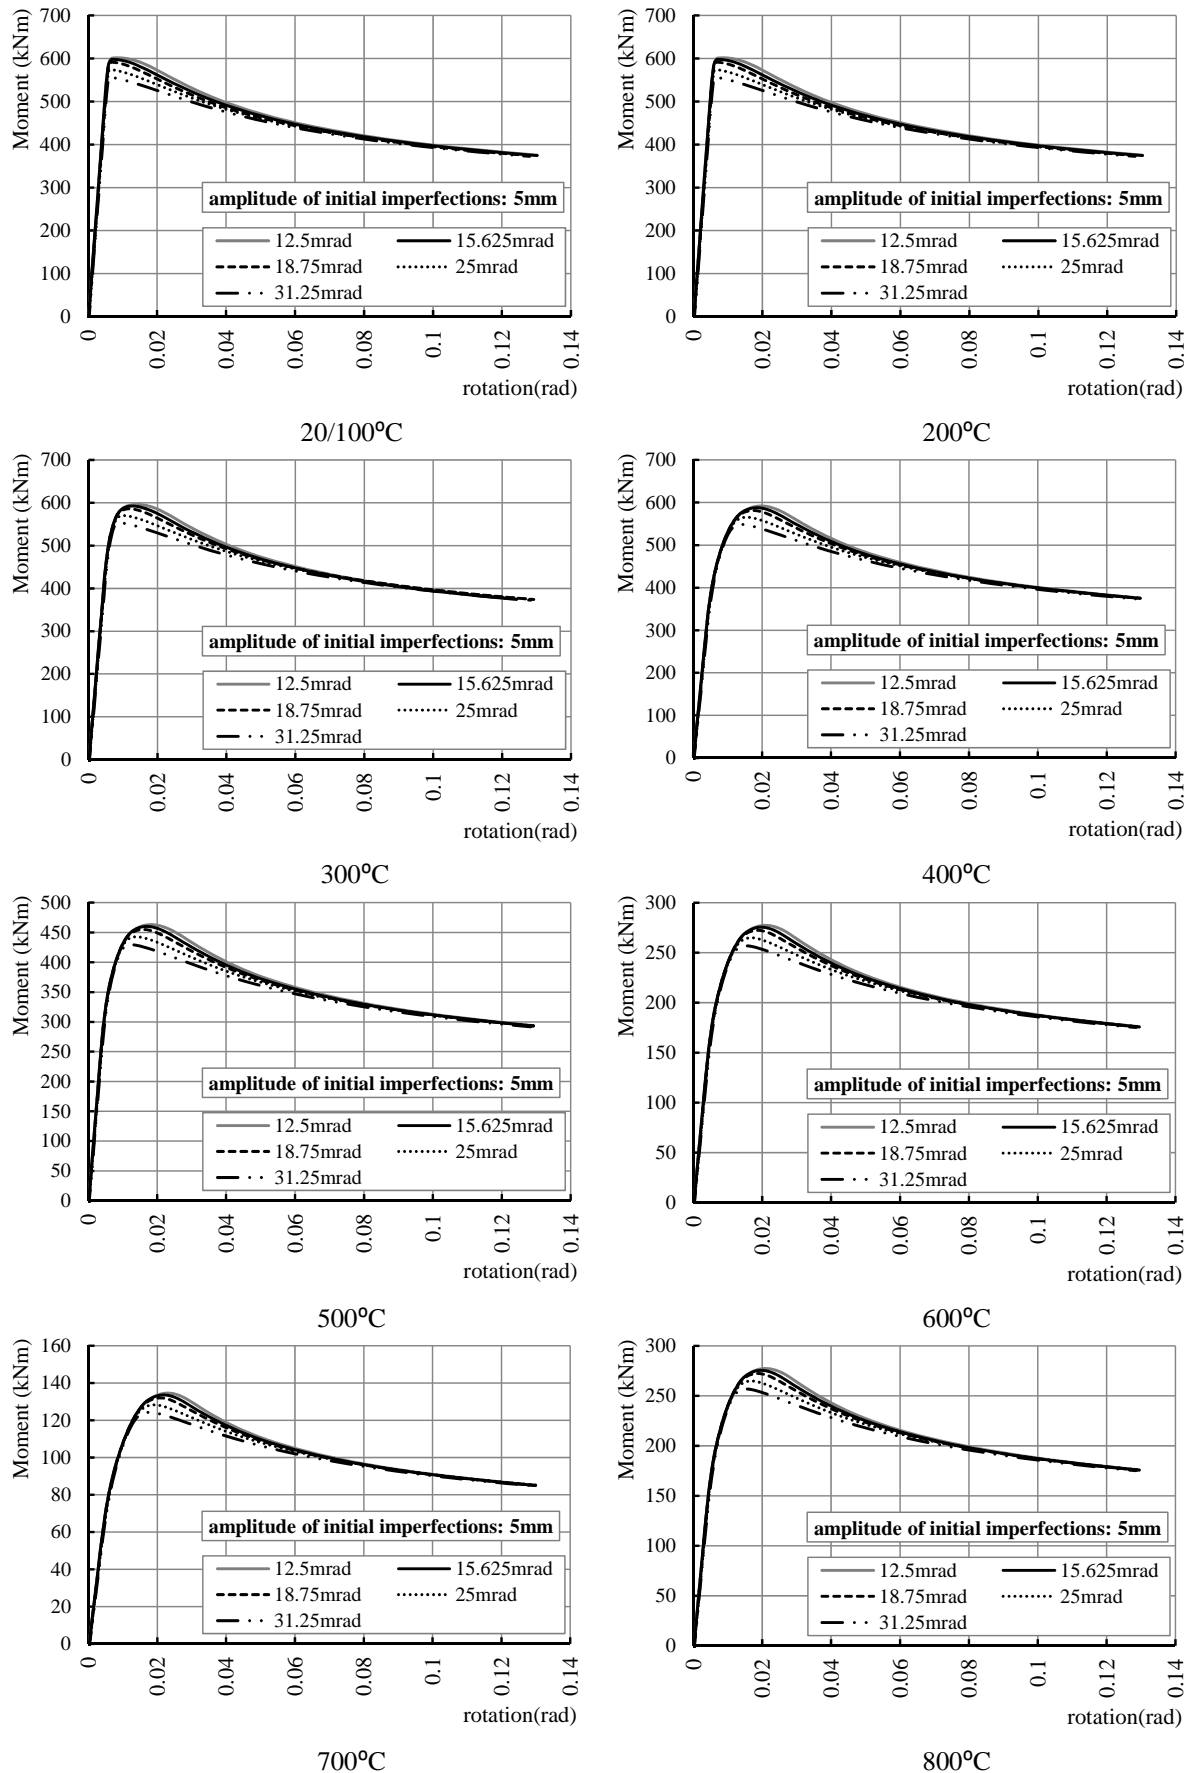 Moment (kNm)
700
600
500
400
300
200
100
0
amplitude of initial imperfections: 5mm
12.5mrad 15.625mrad
18.75mrad 25mrad
31.25mrad
0 0.02 0.04 0.06 0.08 0.1 0.12 0.14
rotation(rad)
20/100⁰C
Moment (kNm)
700
600
500
400
300
200
100
0
amplitude of initial imperfections: 5mm
12.5mrad 15.625mrad
18.75mrad 25mrad
31.25mrad
0 0.02 0.04 0.06 0.08 0.1 0.12 0.14
rotation(rad)
200⁰C
Moment (kNm)
700
600
500
400
300
200
100
0
amplitude of initial imperfections: 5mm
12.5mrad 15.625mrad
18.75mrad 25mrad
31.25mrad
0 0.02 0.04 0.06 0.08 0.1 0.12 0.14
rotation(rad)
300⁰C
Moment (kNm)
700
600
500
400
300
200
100
0
amplitude of initial imperfections: 5mm
12.5mrad 15.625mrad
18.75mrad 25mrad
31.25mrad
0 0.02 0.04 0.06 0.08 0.1 0.12 0.14
rotation(rad)
400⁰C
Moment (kNm)
500
450
400
350
300
250
200
150
100
50
0
amplitude of initial imperfections: 5mm
12.5mrad 15.625mrad
18.75mrad 25mrad
31.25mrad
0 0.02 0.04 0.06 0.08 0.1 0.12 0.14
rotation(rad)
500⁰C
Moment (kNm)
300
250
200
150
100
50
0
amplitude of initial imperfections: 5mm
12.5mrad 15.625mrad
18.75mrad 25mrad
31.25mrad
0 0.02 0.04 0.06 0.08 0.1 0.12 0.14
rotation(rad)
600⁰C
Moment (kNm)
160
140
120
100
80
60
40
20
0
amplitude of initial imperfections: 5mm
12.5mrad 15.625mrad
18.75mrad 25mrad
31.25mrad
0 0.02 0.04 0.06 0.08 0.1 0.12 0.14
rotation(rad)
700⁰C
Moment (kNm)
300
250
200
150
100
50
0
amplitude of initial imperfections: 5mm
12.5mrad 15.625mrad
18.75mrad 25mrad
31.25mrad
0 0.02 0.04 0.06 0.08 0.1 0.12 0.14
rotation(rad)
800⁰C